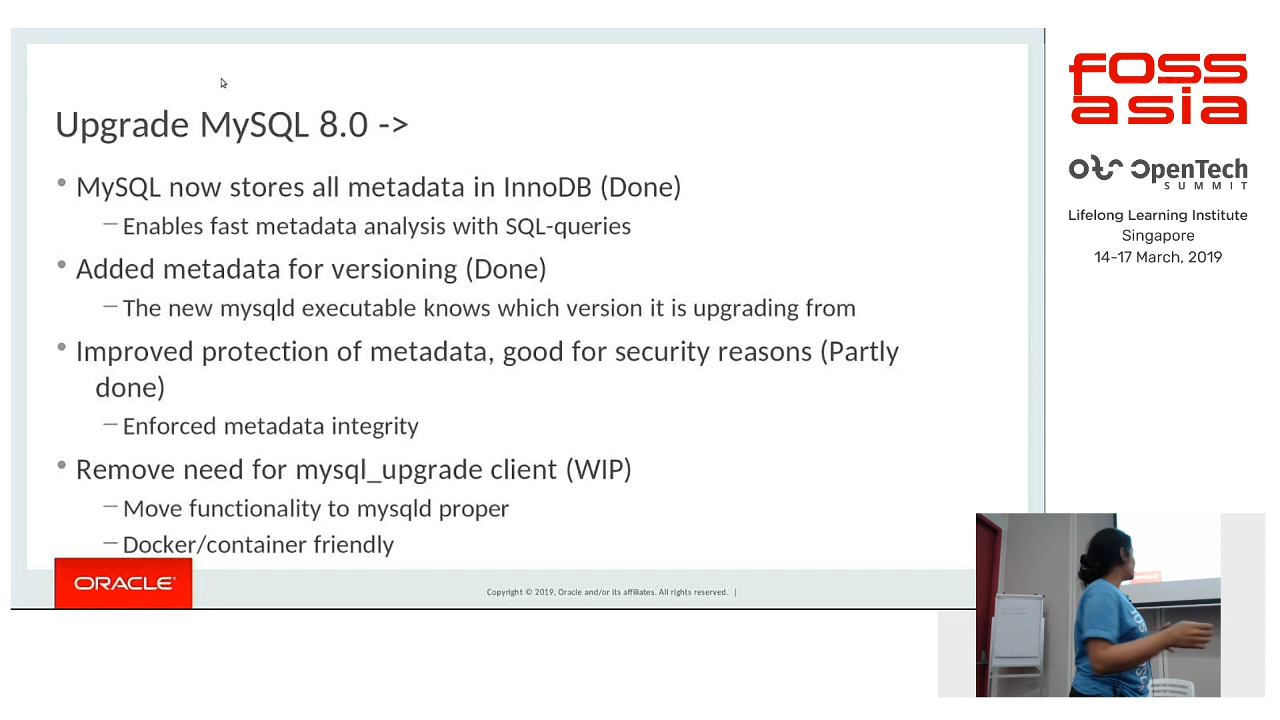 Upgrade MySQL 8.0 ->
• MySQL now stores all metadata in InnoDB (Done)
– Enables fast metadata analysis with SQL-queries
• Added metadata for versioning (Done)
– The new mysqld executable knows which version it is upgrading from
• Improved protection of metadata, good for security reasons (Partly
done)
– Enforced metadata integrity
• Remove need for mysql_upgrade client (WIP)
– Move functionality to mysqld proper
– Docker/container friendly
ORACLE
Copyright © 2019, Oracle and/or its affiliates. All rights reserved. |
foss
asia
OpenTech
SUMMIT
Lifelong Learning Institute
Singapore
14-17 March, 2019